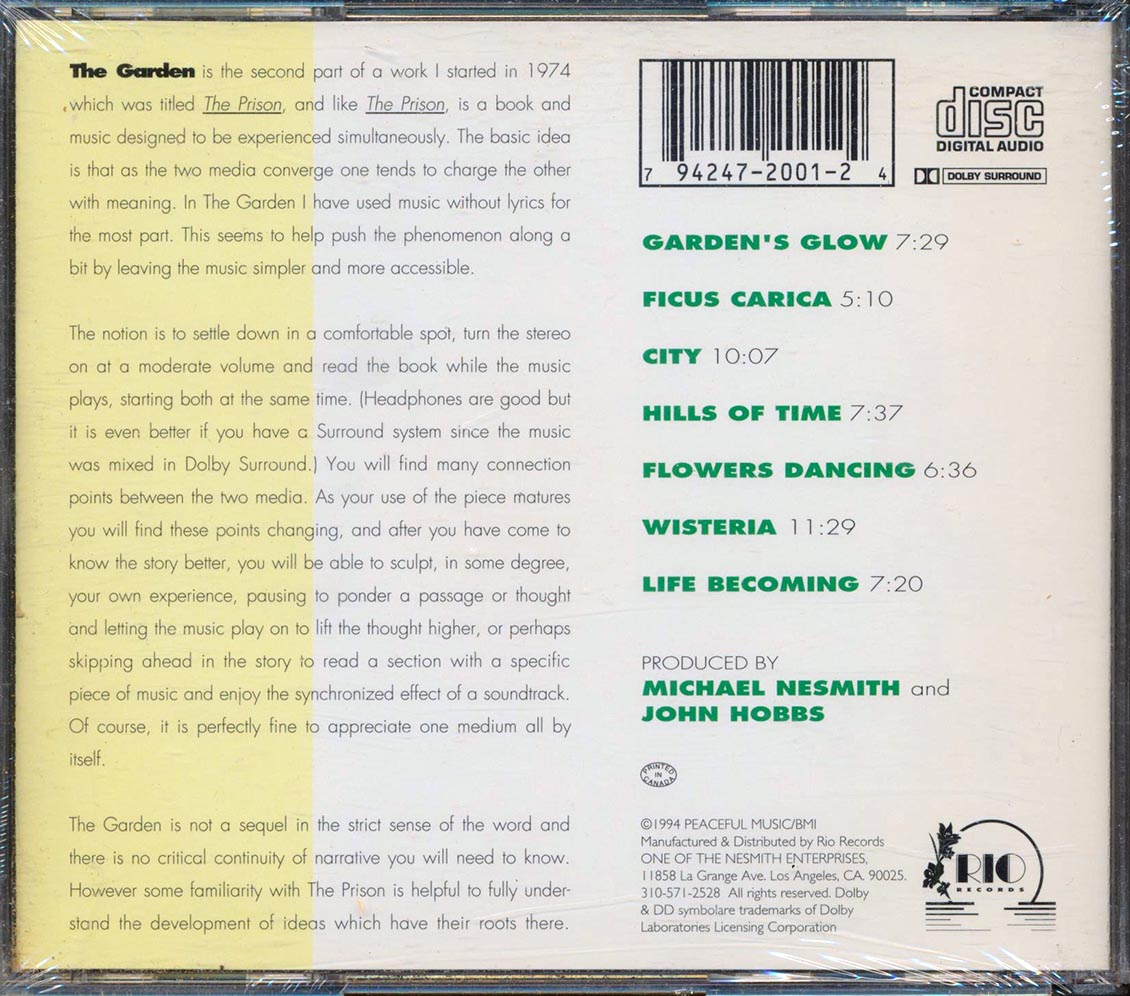 The Garden is the second part of a work I started in 1974
which was titled The Prison, and like The Prison, is a book and
music designed to be experienced simultaneously. The basic idea
is that as the two media converge one tends to charge the other
with meaning. In The Garden I have used music without lyrics for
the most part. This seems to help push the phenomenon along a
bit by leaving the music simpler and more accessible.
The notion is to settle down in a comfortable spot, turn the stereo
on at a moderate volume and read the book while the music
plays, starting both at the same time. (Headphones are good but
it is even better if you have a Surround system since the music
was mixed in Dolby Surround.) You will find many connection
points between the two media. As your use of the piece matures
you will find these points changing, and after you have come to
know the story better, you will be able to sculpt, in some degree,
your own experience, pausing to ponder a passage or thought
and letting the music play on to lift the thought higher, or perhaps
skipping ahead in the story to read a section with a specific
piece of music and enjoy the synchronized effect of a soundtrack.
Of course, it is perfectly fine to appreciate one medium all by
itself.
The Garden is not a sequel in the strict sense of the word and
there is no critical continuity of narrative you will need to know.
However some familiarity with The Prison is helpful to fully under-
stand the development of ideas which have their roots there.
7 94247-2001-2 4
COMPACT
disc
DIGITAL AUDIO
DOLBY SURROUND
GARDEN'S GLOW 7:29
FICUS CARICA 5:10
CITY 10:07
HILLS OF TIME 7:37
FLOWERS DANCING 6:36
WISTERIA 11:29
LIFE BECOMING 7:20
PRODUCED BY
MICHAEL NESMITH and
JOHN HOBBS
PRINTED
IN
CANADA
©1994 PEACEFUL MUSIC/BMI
Manufactured & Distributed by Rio Records
ONE OF THE NESMITH ENTERPRISES,
11858 La Grange Ave. Los Angeles, CA. 90025.
310-571-2528 All rights reserved. Dolby
& DD symbolare trademarks of Dolby
Laboratories Licensing Corporation
RIO
RECORDS